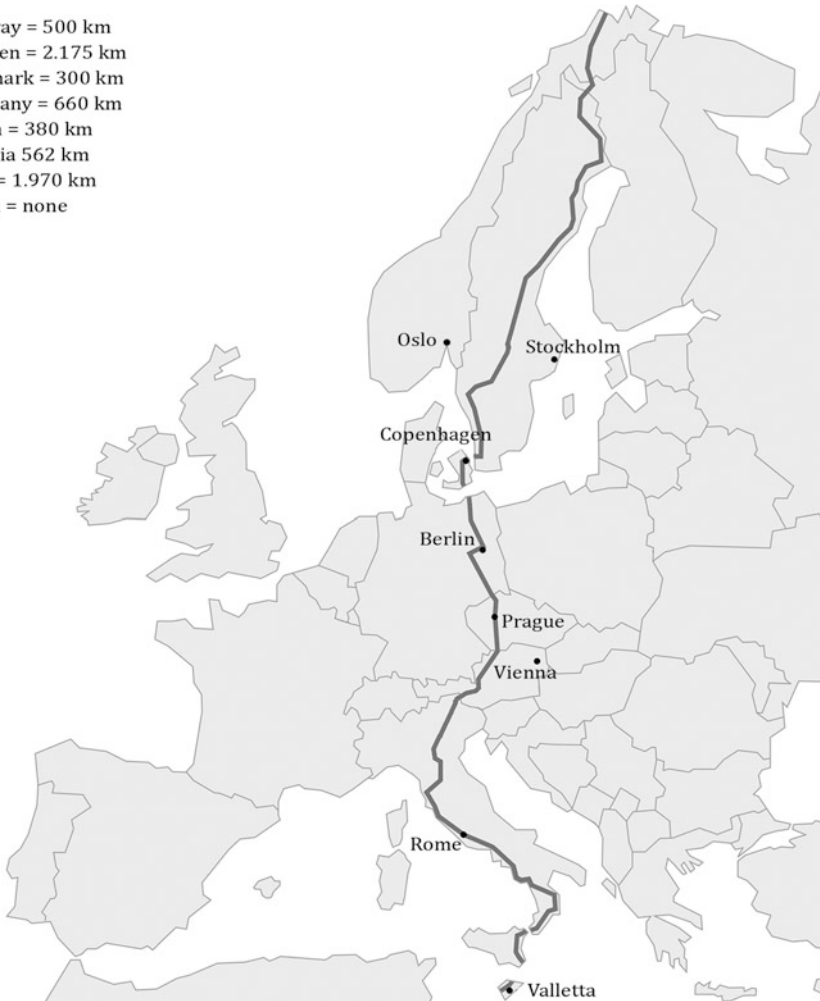 ay = 500 km
en = 2.175 km
ark = 300 km
any = 660 km
= 380 km
ia 562 km
= 1.970 km
= none
Oslo
Stockholm
Copenhagen
Berlin
Prague
Vienna
Rome
Valletta